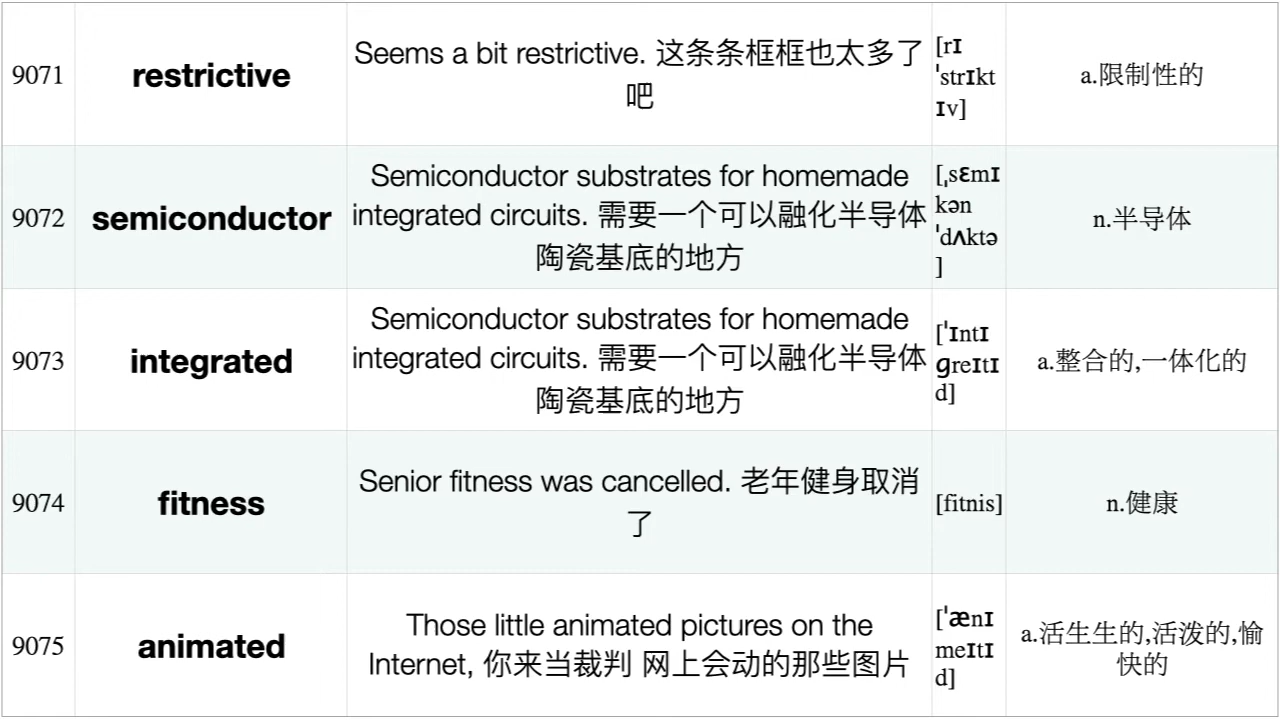 9071
restrictive
Seems a bit restrictive. 这条条框框也太多了
吧
[rɪ
ˈstrɪkt
ɪv]
a.限制性的
9072
semiconductor
Semiconductor substrates for homemade
integrated circuits. 需要一个可以融化半导体
陶瓷基底的地方
[ˌsɛmɪ
kən
ˈdʌktə
]
n.半导体
9073
integrated
Semiconductor substrates for homemade
integrated circuits. 需要一个可以融化半导体
陶瓷基底的地方
[ˈɪntɪ
ɡreɪtɪ
d]
a.整合的,一体化的
9074
fitness
Senior fitness was cancelled. 老年健身取消
了
[fitnis]
n.健康
9075
animated
Those little animated pictures on the
Internet, 你来当裁判 网上会动的那些图片
[ˈænɪ
meɪtɪ
d]
a.活生生的,活泼的,愉
快的